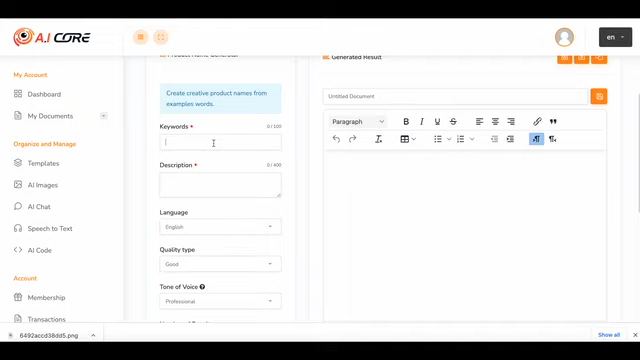 A.I CORE
en
My Account
Dashboard
My Documents
Organize and Manage
Templates
AI Images
AI Chat
Speech to Text
AI Code
Account
Membership
Transactions
Product Name Generator
Create creative product names from
examples words.
Keywords *
0 / 100
Description *
0 / 400
Language
English
Quality type
Good
Tone of Voice
Professional
Generated Result
Untitled Document
Paragraph
B I U S
6492accd38dd5.png
Show all